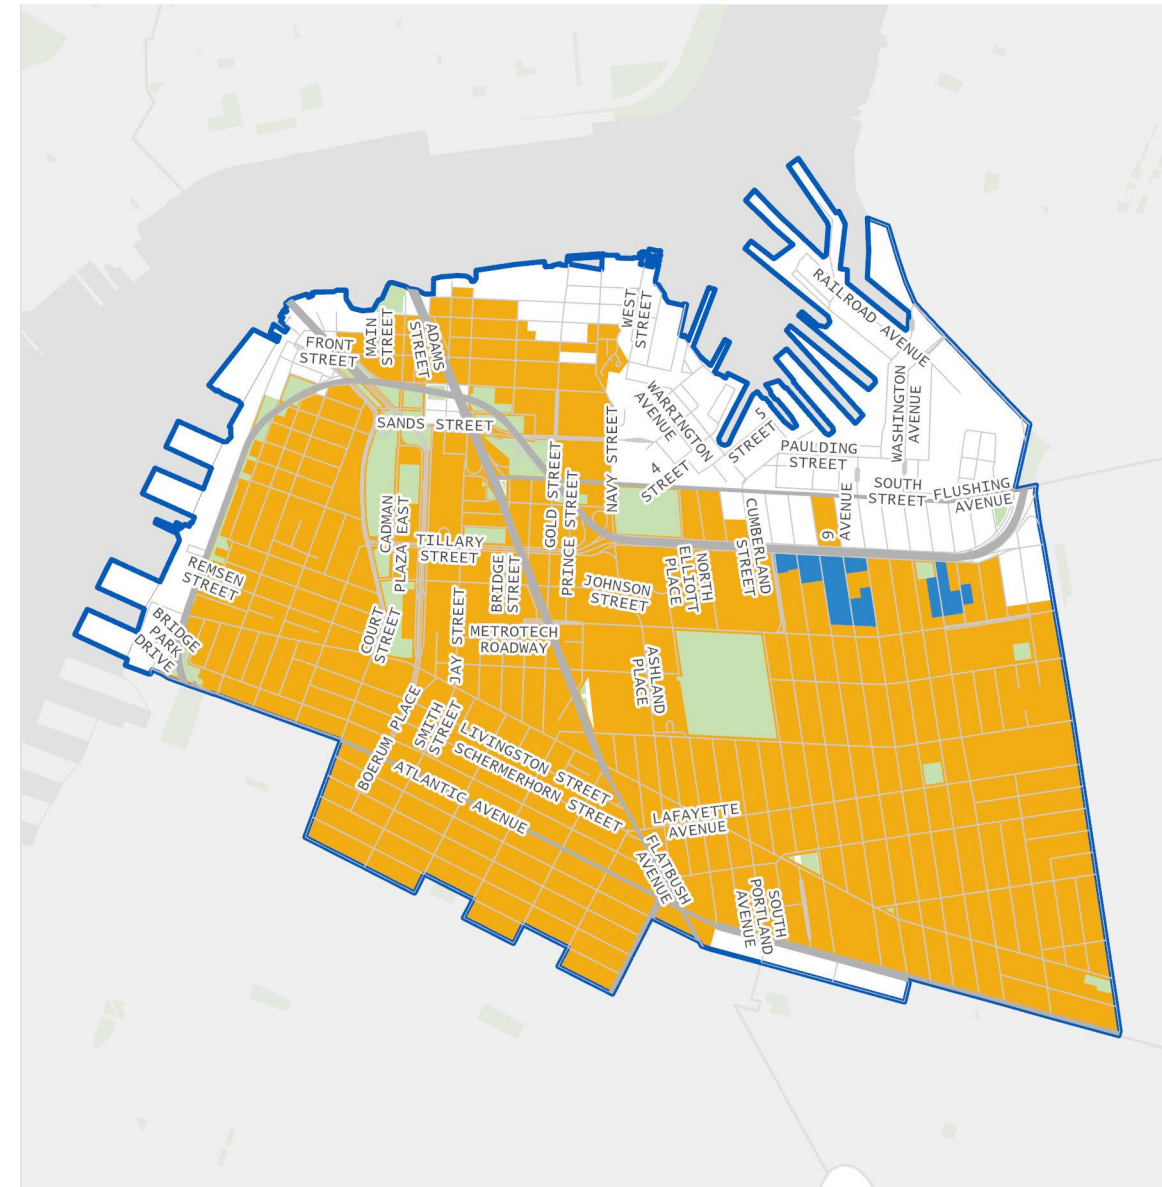 RAILROAD AVENUE
WEST
STREET
MAIN
STREET
ADAMS
STREET
FRONT
STREET
WARRINGTON
AVENUE
WASHINGTON
AVENUE
SANDS STREET
5
STREET
PAULDING
STREET
4
STREET
NAVY STREET
GOLD STREET
PRINCE STREET
SOUTH
STREET
FLUSHING
AVENUE
9
AVENUE
CUMBERLAND
STREET
CADMAN
PLAZA EAST
TILLARY
STREET
BRIDGE
STREET
NORTH
ELLIOTT
PLACE
JOHNSON
STREET
REMSEN
STREET
COURT
STREET
JAY STREET
METROTECH
ROADWAY
BRIDGE
PARK
DRIVE
ASHLAND
PLACE
BOERUM PLACE
SMITH
STREET
LIVINGSTON STREET
SCHERMERHORN STREET
ATLANTIC AVENUE
LAFAYETTE
AVENUE
FLATBUSH
AVENUE
SOUTH
PORTLAND
AVENUE